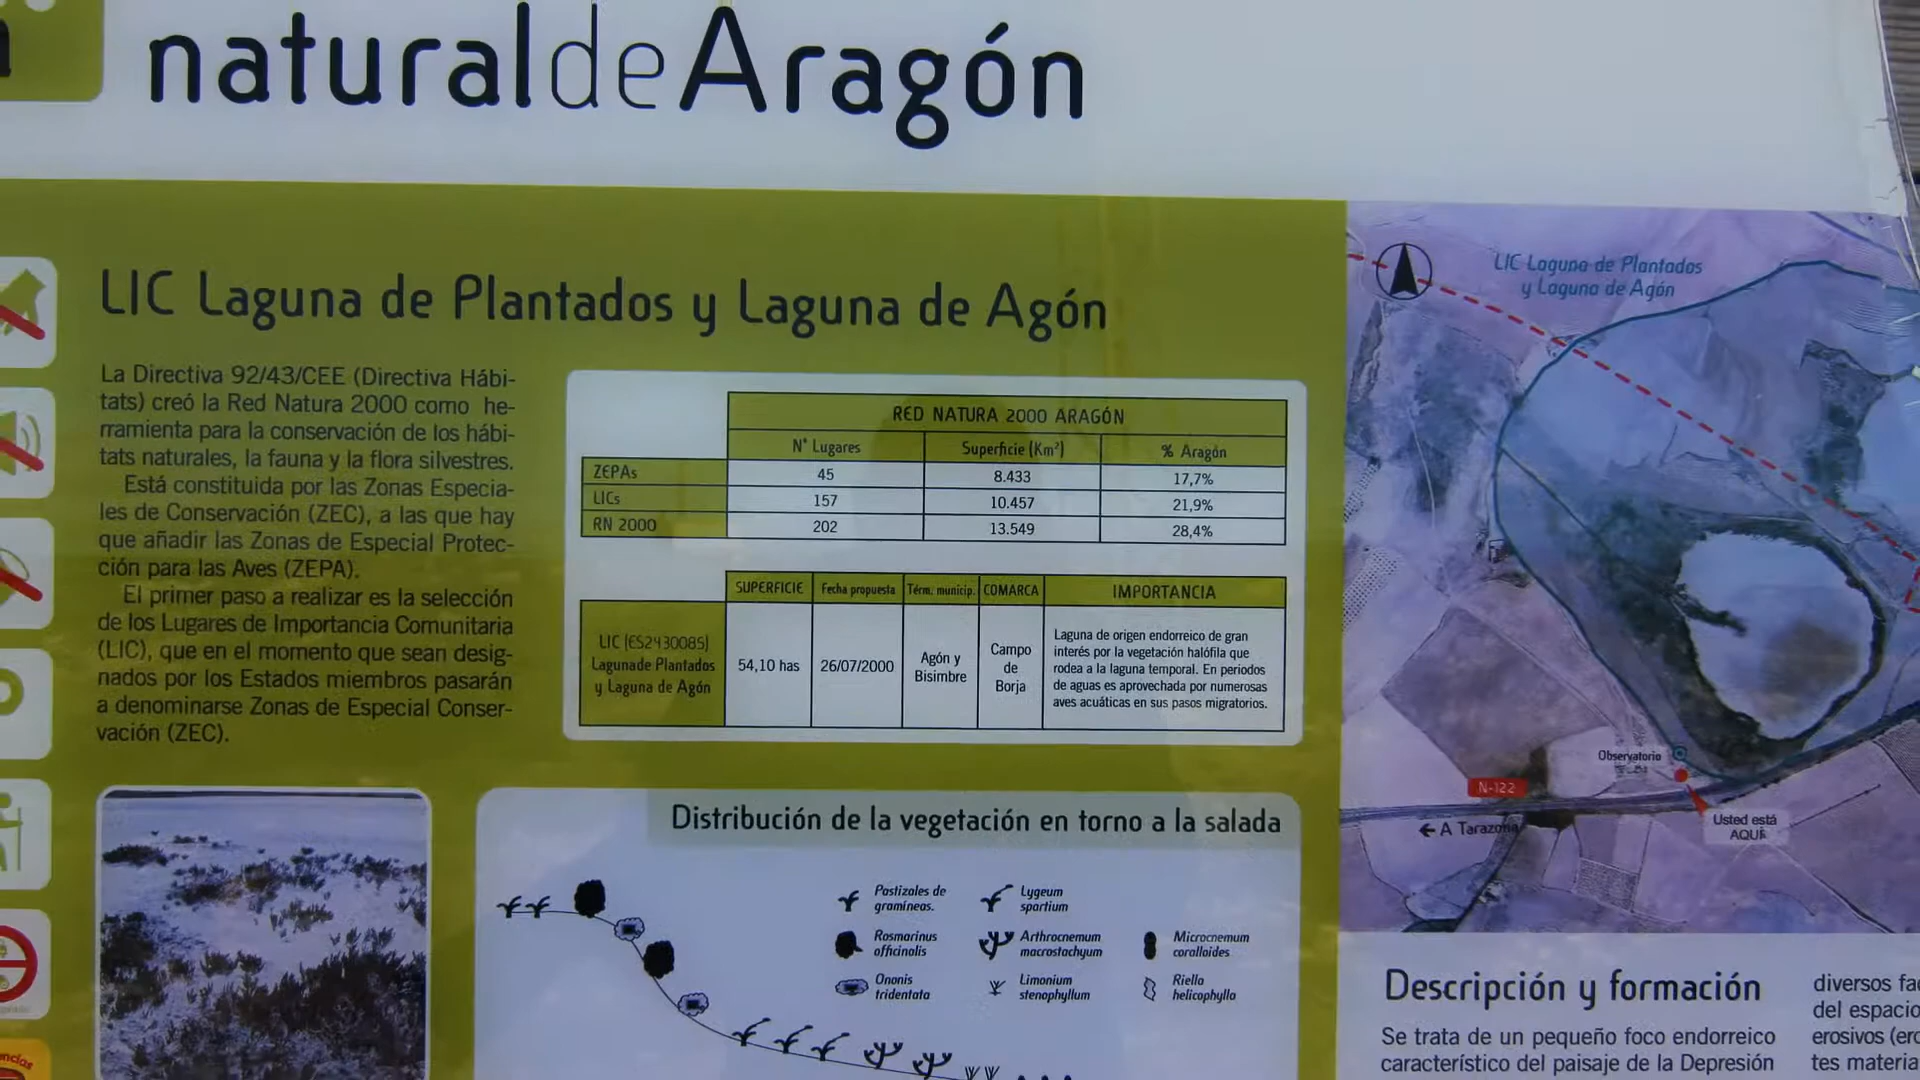 natural de Aragón
LIC Laguna de Plantados y Laguna de Agón
La Directiva 92/43/CEE (Directiva Hábi-
tats) creó la Red Natura 2000 como he-
rramienta para la conservación de los hábi-
tats naturales, la fauna y la flora silvestres.
Está constituida por las Zonas Especia-
les de Conservación (ZEC), a las que hay
que añadir las Zonas de Especial Protec-
ción para las Aves (ZEPA).
El primer paso a realizar es la selección
de los Lugares de Importancia Comunitaria
(LIC), que en el momento que sean desig-
nados por los Estados miembros pasarán
a denominarse Zonas de Especial Conser-
vación (ZEC).
RED NATURA 2000 ARAGÓN
N° Lugares Superficie (Km²) % Aragón
ZEPAs 45 8.433 17,7%
LICs 157 10.457 21,9%
RN 2000 202 13.549 28,4%
SUPERFICIE Fecha propuesta Térm. municip. COMARCA IMPORTANCIA
LIC (ES2430085)
Lagunade Plantados
y Laguna de Agón
54,10 has
26/07/2000
Agón y
Bisimbre
Campo
de
Borja
Laguna de origen endorreico de gran
interés por la vegetación halófila que
rodea a la laguna temporal. En periodos
de aguas es aprovechada por numerosas
aves acuáticas en sus pasos migratorios.
LIC Laguna de Plantados
y Laguna de Agón
Observatorio
N-122
← A Tarazona
Usted está
AQUÍ
Distribución de la vegetación en torno a la salada
Pastizales de
gramíneas.
Rosmarinus
officinalis
Ononis
tridentata
Lygeum
spartium
Arthrocnemum
macrostachyum
Limonium
stenophyllum
Microcnemum
coralloides
Riella
helicophylla
Descripción y formación
Se trata de un pequeño foco endorreico
característico del paisaje de la Depresión
diversos fa
del espacio
erosivos (ero
tes materia